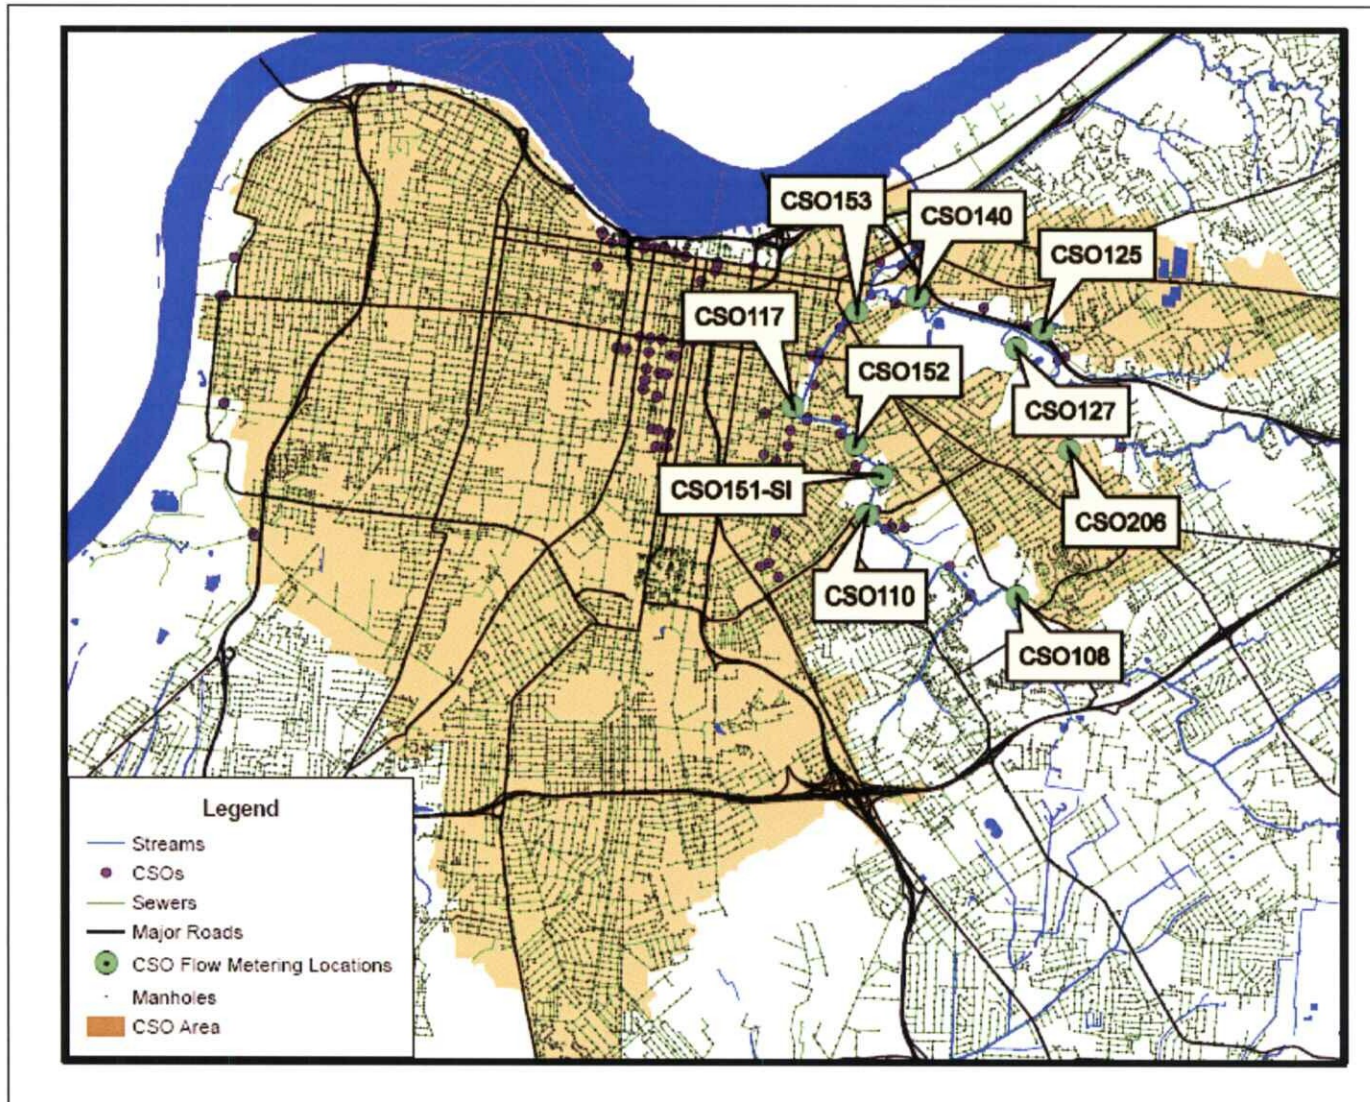 CSO153
CSO140
CSO125
CSO117
CSO152
CSO127
CSO151-SI
CSO206
CSO110
CSO108
Legend
Streams
CSOs
Sewers
Major Roads
CSO Flow Metering Locations
Manholes
CSO Area